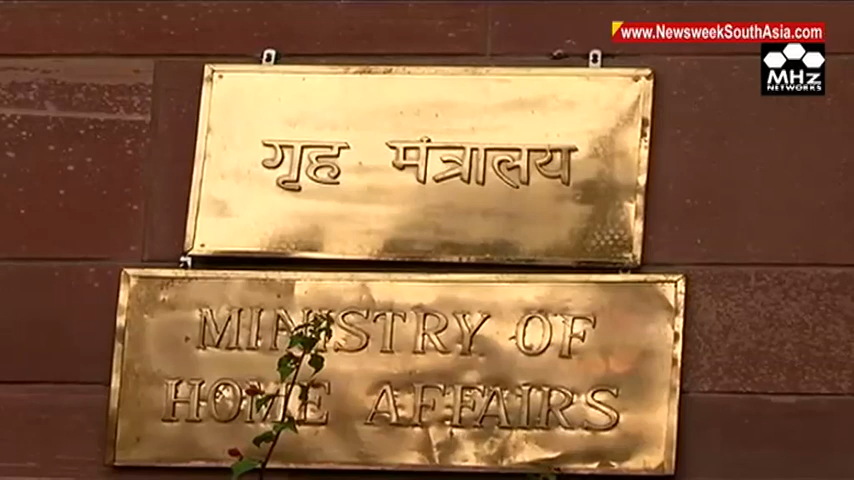 www.NewsweekSouthAsia.com
MHZ
NETWORKS
गृह मंत्रालय
MINISTRY OF
HOME AFFAIRS